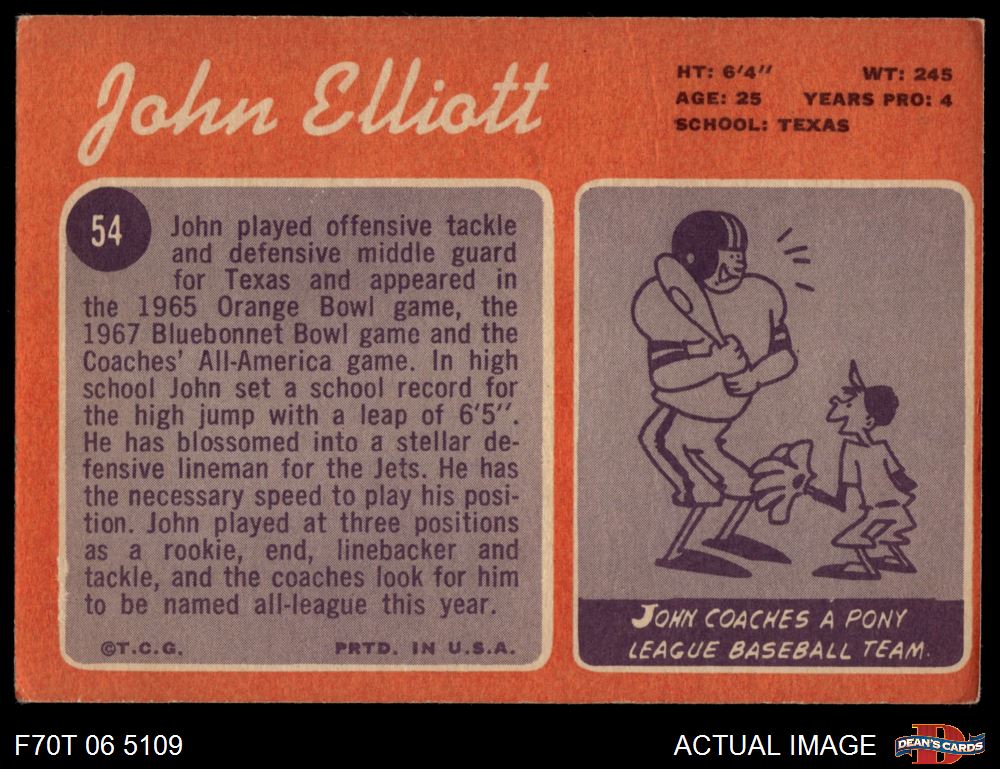 John Elliott
HT: 6'4" WT: 245
AGE: 25 YEARS PRO: 4
SCHOOL: TEXAS
54
John played offensive tackle
and defensive middle guard
for Texas and appeared in
the 1965 Orange Bowl game, the
1967 Bluebonnet Bowl game and the
Coaches' All-America game. In high
school John set a school record for
the high jump with a leap of 6'5".
He has blossomed into a stellar de-
fensive lineman for the Jets. He has
the necessary speed to play his posi-
tion. John played at three positions
as a rookie, end, linebacker and
tackle, and the coaches look for him
to be named all-league this year.
©T.C.G. PRTD. IN U.S.A.
JOHN COACHES A PONY
LEAGUE BASEBALL TEAM.
F70T 06 5109
ACTUAL IMAGE
D
DEAN'S CARDS